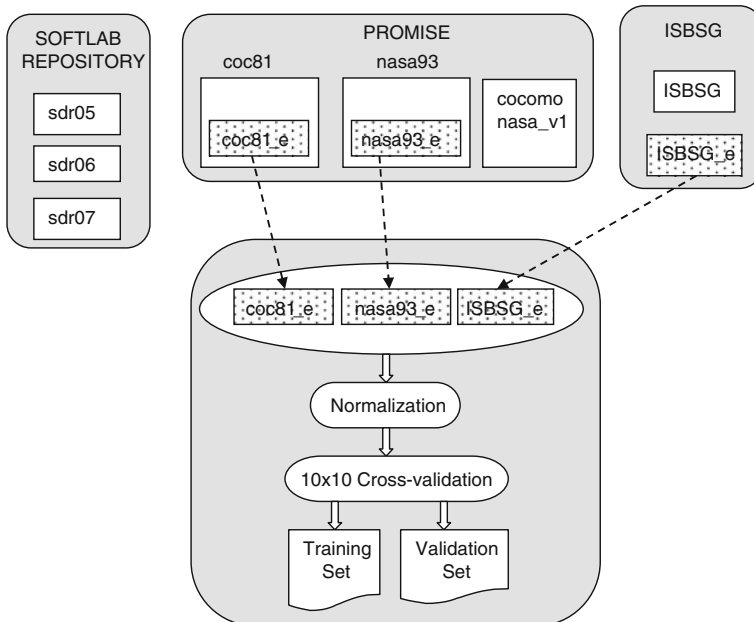 SOFTLAB
REPOSITORY
sdr05
sdr06
sdr07
PROMISE
coc81
nasa93
coc81_e
nasa93_e
cocomo
nasa_v1
ISBSG
ISBSG
ISBSG_e
coc81_e
nasa93_e
ISBSG_e
Normalization
10x10 Cross-validation
Training
Set
Validation
Set